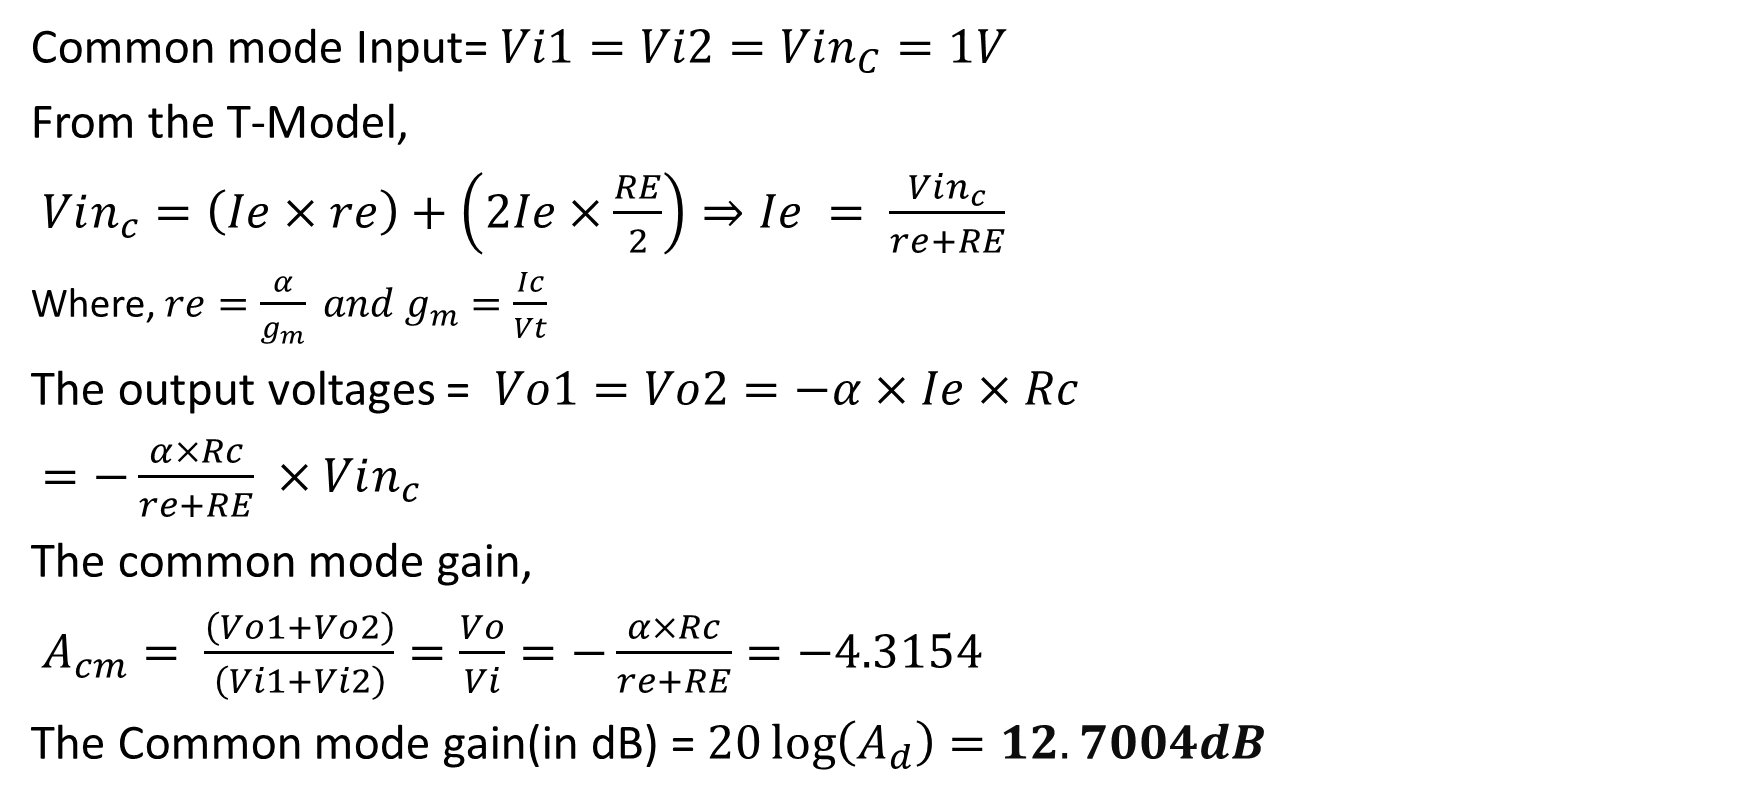 Common mode Input= Vi1 = Vi2 = Vin_C = 1V
From the T-Model,
Vin_c = (Ie × re) + (2Ie × RE/2) ⇒ Ie = Vin_c/(re+RE)
Where, re = α/g_m and g_m = Ic/Vt
The output voltages = Vo1 = Vo2 = −α × Ie × Rc
= − (α×Rc)/(re+RE) × Vin_c
The common mode gain,
A_cm = (Vo1+Vo2)/(Vi1+Vi2) = Vo/Vi = − (α×Rc)/(re+RE) = −4.3154
The Common mode gain(in dB) = 20 log(A_d) = 12.7004dB